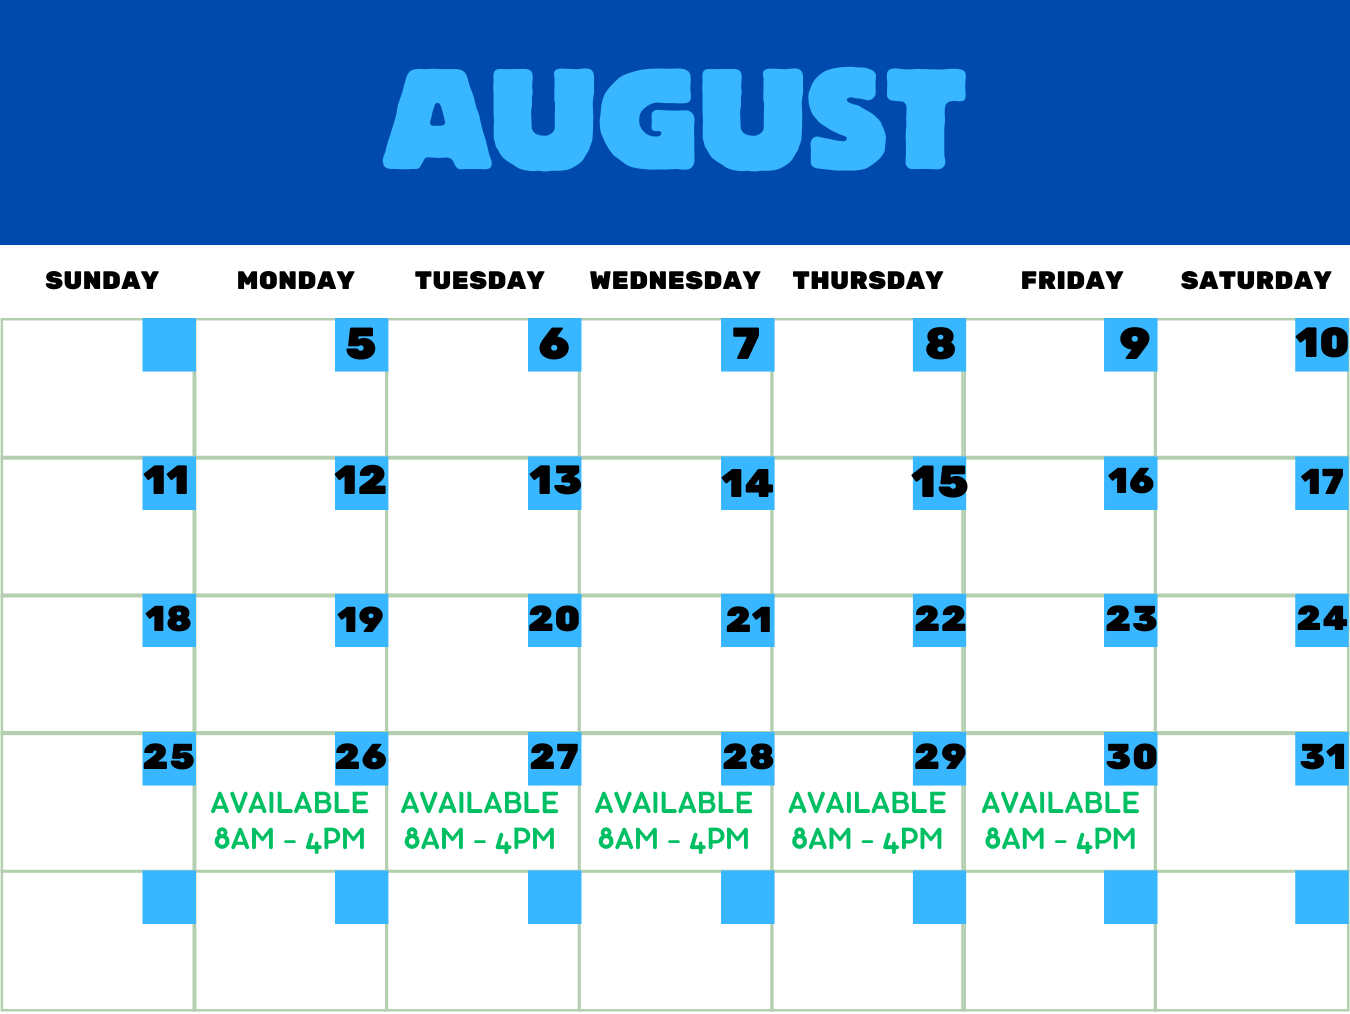 AUGUST
SUNDAY MONDAY TUESDAY WEDNESDAY THURSDAY FRIDAY SATURDAY
5 6 7 8 9 10
11 12 13 14 15 16 17
18 19 20 21 22 23 24
25 26 27 28 29 30 31
AVAILABLE AVAILABLE AVAILABLE AVAILABLE AVAILABLE
8AM - 4PM 8AM - 4PM 8AM - 4PM 8AM - 4PM 8AM - 4PM